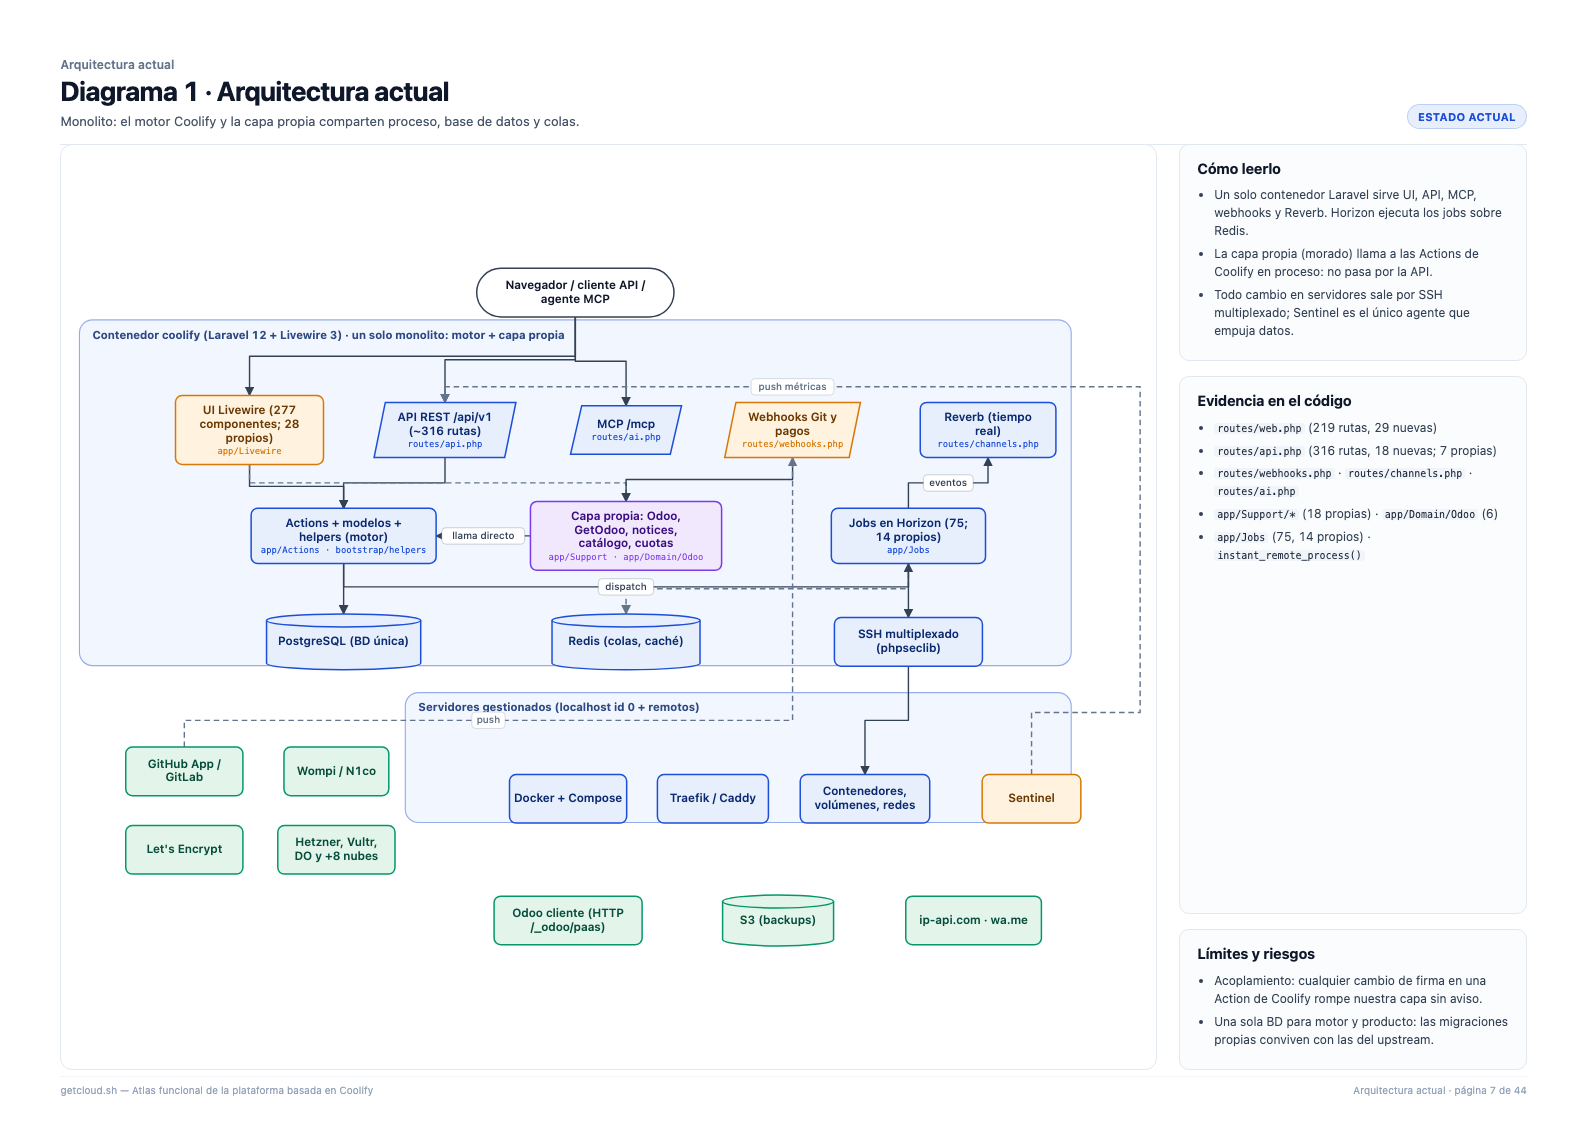 Arquitectura actual
Diagrama 1 · Arquitectura actual
Monolito: el motor Coolify y la capa propia comparten proceso, base de datos y colas.
ESTADO ACTUAL
Navegador / cliente API /
agente MCP
Contenedor coolify (Laravel 12 + Livewire 3) · un solo monolito: motor + capa propia
push métricas
UI Livewire (277
componentes; 28
propios)
app/Livewire
API REST /api/v1
(~316 rutas)
routes/api.php
MCP /mcp
routes/ai.php
Webhooks Git y
pagos
routes/webhooks.php
Reverb (tiempo
real)
routes/channels.php
eventos
Actions + modelos +
helpers (motor)
app/Actions · bootstrap/helpers
llama directo
Capa propia: Odoo,
GetOdoo, notices,
catálogo, cuotas
app/Support · app/Domain/Odoo
Jobs en Horizon (75;
14 propios)
app/Jobs
dispatch
PostgreSQL (BD única)
Redis (colas, caché)
SSH multiplexado
(phpseclib)
Servidores gestionados (localhost id 0 + remotos)
push
GitHub App /
GitLab
Wompi / N1co
Docker + Compose
Traefik / Caddy
Contenedores,
volúmenes, redes
Sentinel
Let's Encrypt
Hetzner, Vultr,
DO y +8 nubes
Odoo cliente (HTTP
/_odoo/paas)
S3 (backups)
ip-api.com · wa.me
Cómo leerlo
• Un solo contenedor Laravel sirve UI, API, MCP,
webhooks y Reverb. Horizon ejecuta los jobs sobre
Redis.
• La capa propia (morado) llama a las Actions de
Coolify en proceso: no pasa por la API.
• Todo cambio en servidores sale por SSH
multiplexado; Sentinel es el único agente que
empuja datos.
Evidencia en el código
• routes/web.php (219 rutas, 29 nuevas)
• routes/api.php (316 rutas, 18 nuevas; 7 propias)
• routes/webhooks.php · routes/channels.php ·
routes/ai.php
• app/Support/* (18 propios) · app/Domain/Odoo (6)
• app/Jobs (75, 14 propios) ·
instant_remote_process()
Límites y riesgos
• Acoplamiento: cualquier cambio de firma en una
Action de Coolify rompe nuestra capa sin aviso.
• Una sola BD para motor y producto: las migraciones
propias conviven con las del upstream.
getcloud.sh — Atlas funcional de la plataforma basada en Coolify
Arquitectura actual · página 7 de 44